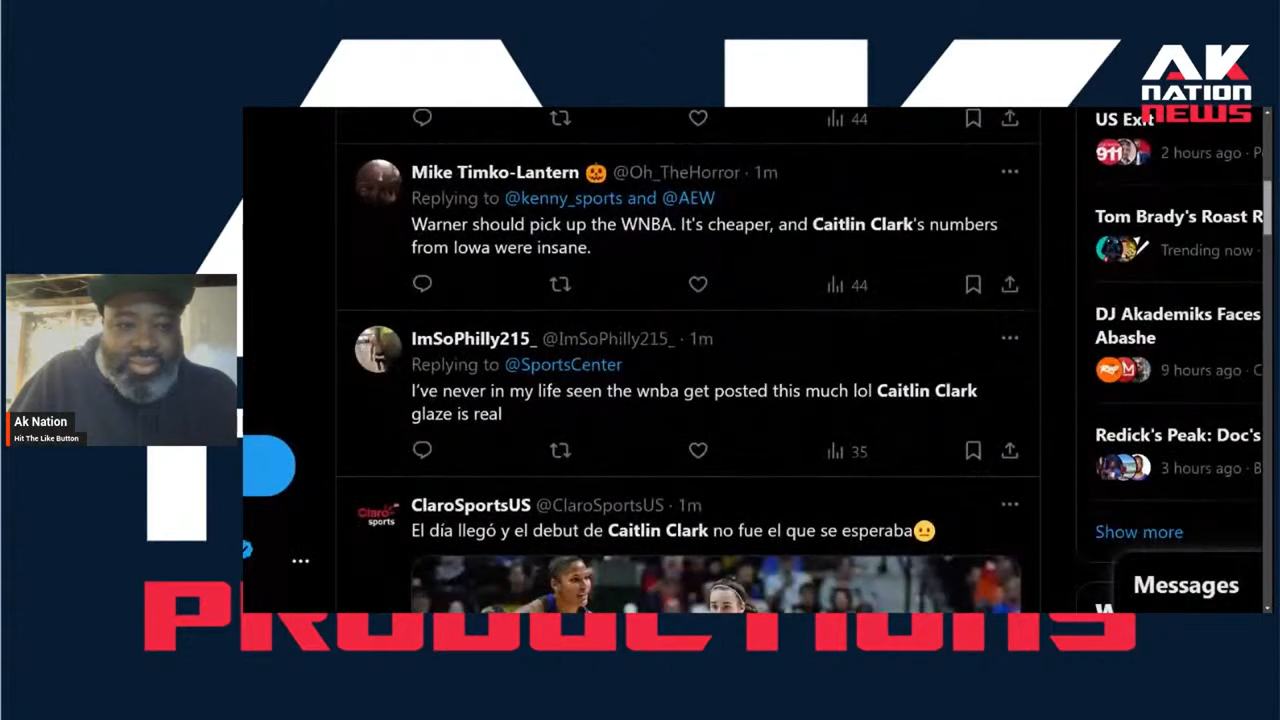 AK
NATION
NEWS
44
Mike Timko-Lantern 🎃 @Oh_TheHorror · 1m
Replying to @kenny_sports and @AEW
Warner should pick up the WNBA. It's cheaper, and Caitlin Clark's numbers
from Iowa were insane.
44
ImSoPhilly215_ @ImSoPhilly215_ · 1m
Replying to @SportsCenter
I've never in my life seen the wnba get posted this much lol Caitlin Clark
glaze is real
35
ClaroSportsUS @ClaroSportsUS · 1m
Claro-
sports
El día llegó y el debut de Caitlin Clark no fue el que se esperaba😐
US Exit
911
2 hours ago · P
Tom Brady's Roast R
Trending now ·
DJ Akademiks Faces
Abashe
9 hours ago · C
Redick's Peak: Doc's
3 hours ago · B
Show more
Messages
Ak Nation
Hit The Like Button
PRODUCTIONS